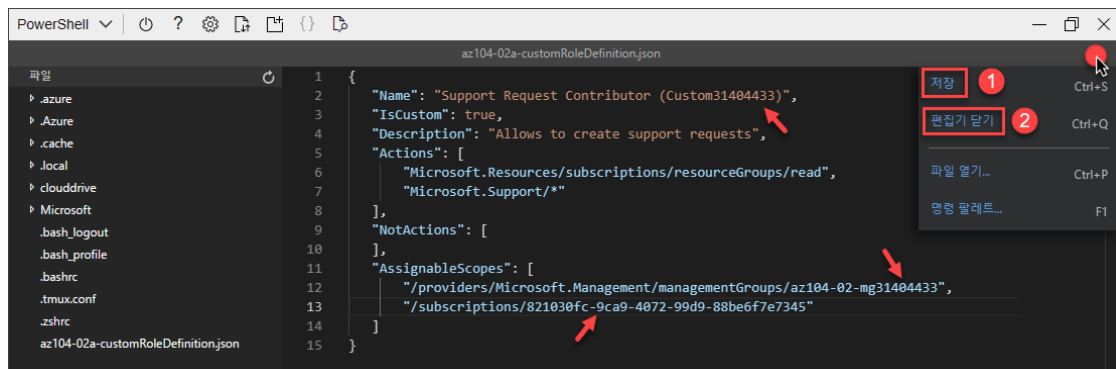 PowerShell
az104-02a-customRoleDefinition.json
파일
.azure
.Azure
.cache
.local
clouddrive
Microsoft
.bash_logout
.bash_profile
.bashrc
.tmux.conf
.zshrc
az104-02a-customRoleDefinition.json
1 {
2 "Name": "Support Request Contributor (Custom31404433)",
3 "IsCustom": true,
4 "Description": "Allows to create support requests",
5 "Actions": [
6 "Microsoft.Resources/subscriptions/resourceGroups/read",
7 "Microsoft.Support/*"
8 ],
9 "NotActions": [
10 ],
11 "AssignableScopes": [
12 "/providers/Microsoft.Management/managementGroups/az104-02-mg31404433",
13 "/subscriptions/821030fc-9ca9-4072-99d9-88be6f7e7345"
14 ]
15 }
저장 1 Ctrl+S
편집기 닫기 2 Ctrl+Q
파일 열기... Ctrl+P
명령 팔레트... F1